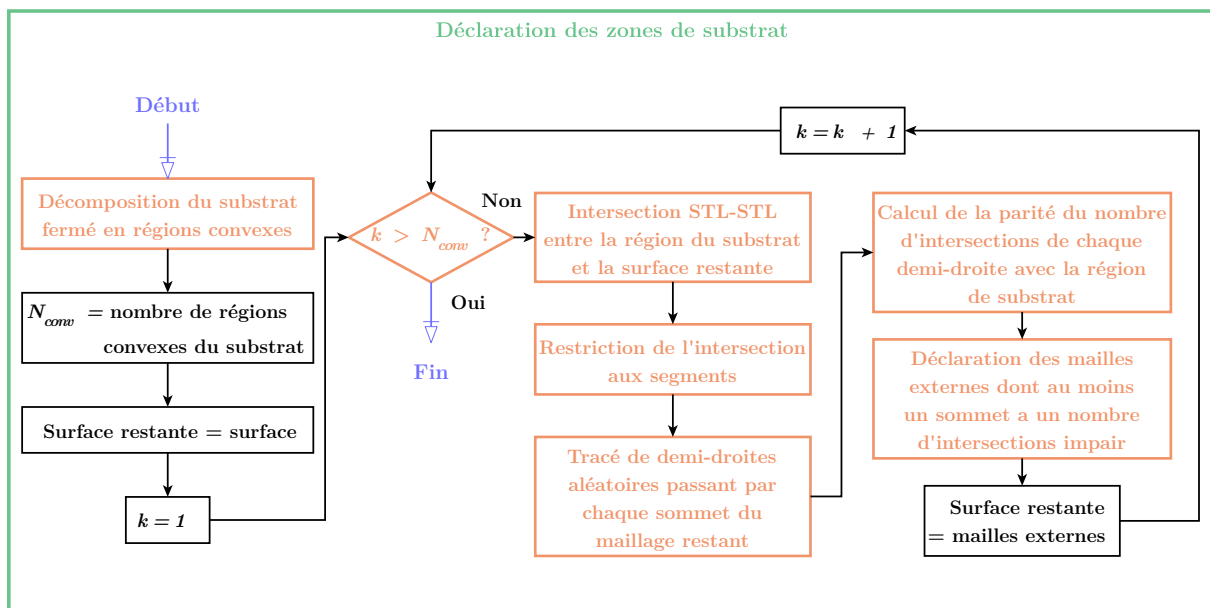 Déclaration des zones de substrat
Début
Décomposition du substrat
fermé en régions convexes
N_conv = nombre de régions
convexes du substrat
Surface restante = surface
k = 1
k > N_conv ?
Non
Oui
Fin
k = k + 1
Intersection STL-STL
entre la région du substrat
et la surface restante
Restriction de l'intersection
aux segments
Tracé de demi-droites
aléatoires passant par
chaque sommet du
maillage restant
Calcul de la parité du nombre
d'intersections de chaque
demi-droite avec la région
de substrat
Déclaration des mailles
externes dont au moins
un sommet a un nombre
d'intersections impair
Surface restante
= mailles externes